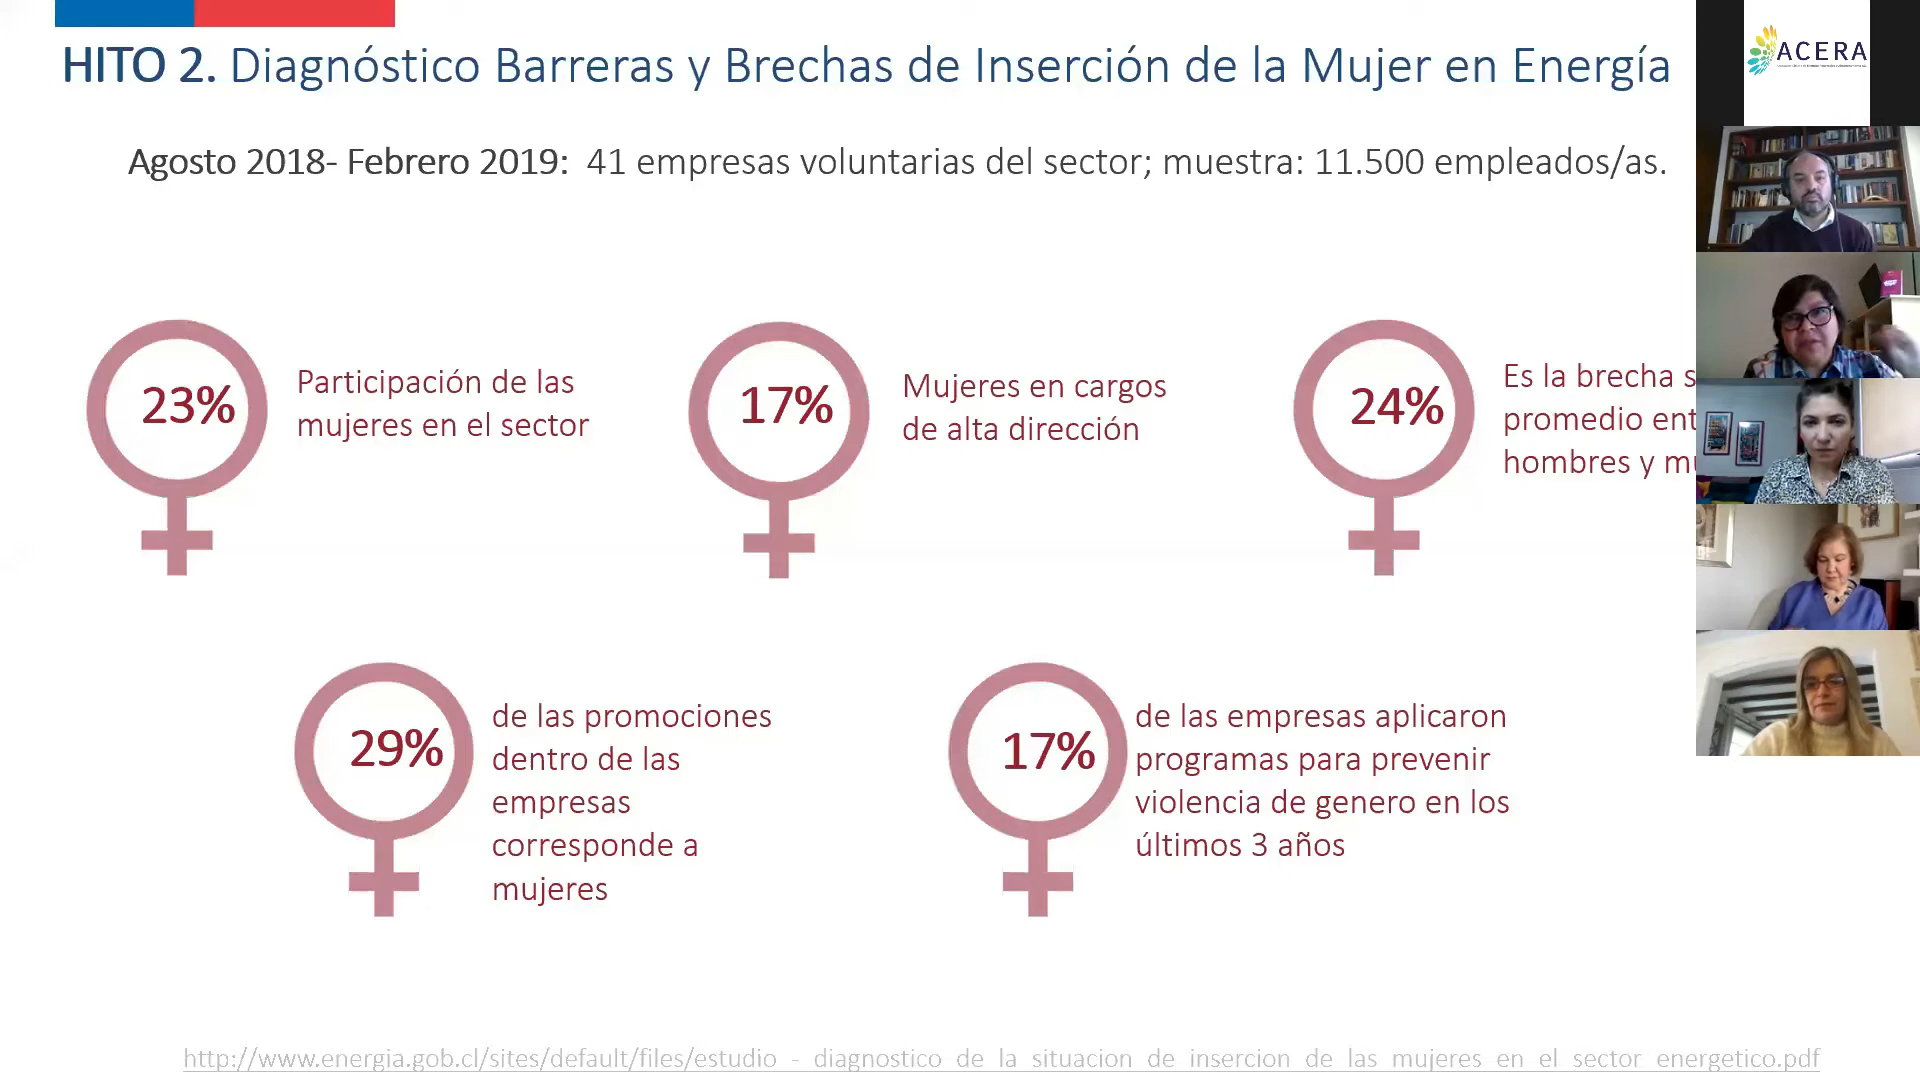 HITO 2. Diagnóstico Barreras y Brechas de Inserción de la Mujer en Energía
ACERA
Agosto 2018- Febrero 2019: 41 empresas voluntarias del sector; muestra: 11.500 empleados/as.
23%
Participación de las
mujeres en el sector
17%
Mujeres en cargos
de alta dirección
24%
Es la brecha s
promedio ent
hombres y mu
29%
de las promociones
dentro de las
empresas
corresponde a
mujeres
17%
de las empresas aplicaron
programas para prevenir
violencia de genero en los
últimos 3 años
http://www.energia.gob.cl/sites/default/files/estudio_-_diagnostico_de_la_situacion_de_insercion_de_las_mujeres_en_el_sector_energetico.pdf